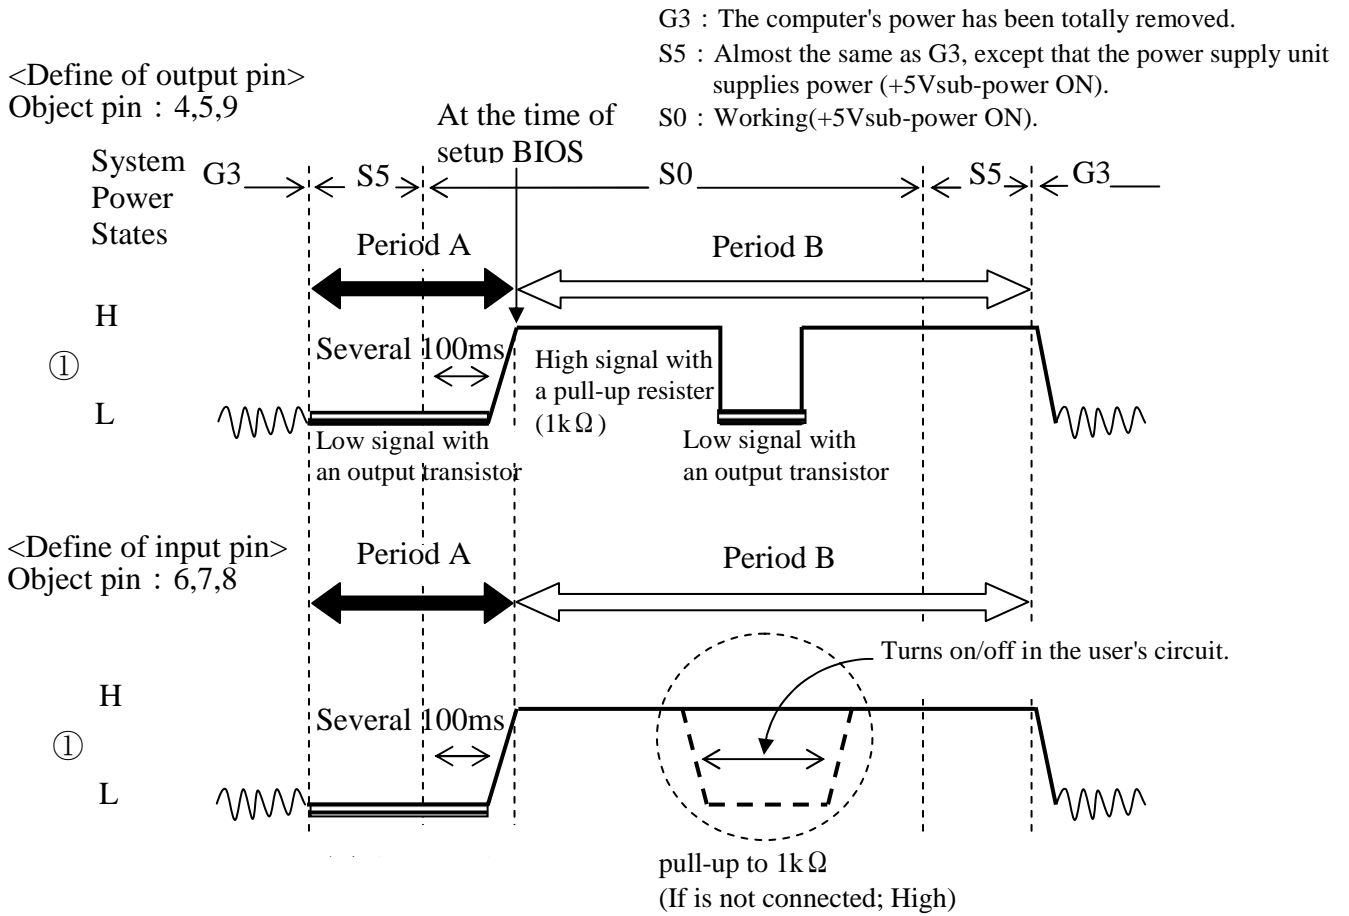 G3 : The computer's power has been totally removed.
S5 : Almost the same as G3, except that the power supply unit
supplies power (+5Vsub-power ON).
S0 : Working(+5Vsub-power ON).
<Define of output pin>
Object pin : 4,5,9
At the time of
setup BIOS
System
Power
States
G3
S5
S0
S5
G3
Period A
Period B
H
①
L
Several 100ms
High signal with
a pull-up resister
(1kΩ)
Low signal with
an output transistor
Low signal with
an output transistor
<Define of input pin>
Object pin : 6,7,8
Period A
Period B
Turns on/off in the user's circuit.
H
①
L
Several 100ms
pull-up to 1kΩ
(If is not connected; High)